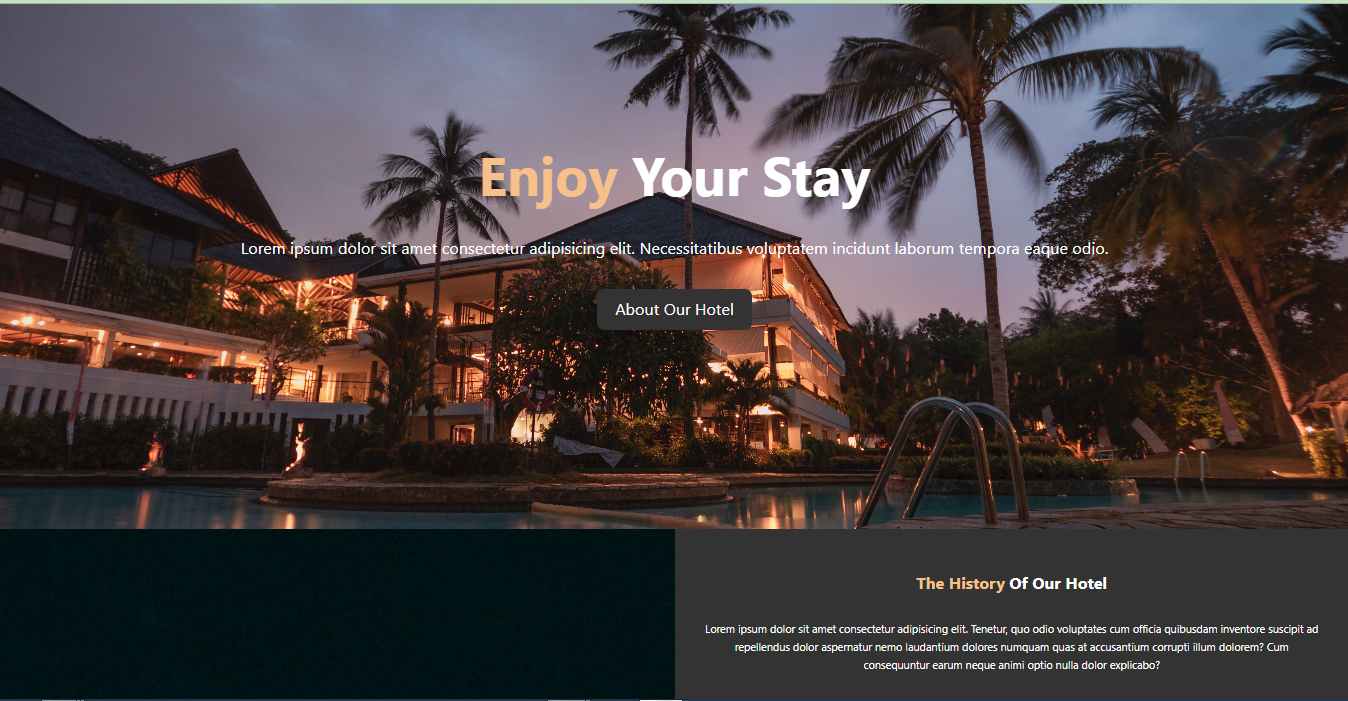 Enjoy Your Stay
Lorem ipsum dolor sit amet consectetur adipisicing elit. Necessitatibus voluptatem incidunt laborum tempora eaque odio.
About Our Hotel
The History Of Our Hotel
Lorem ipsum dolor sit amet consectetur adipisicing elit. Tenetur, quo odio voluptates cum officia quibusdam inventore suscipit ad
repellendus dolor aspernatur nemo laudantium dolores numquam quas at accusantium corrupti illum dolorem? Cum
consequuntur earum neque animi optio nulla dolor explicabo?